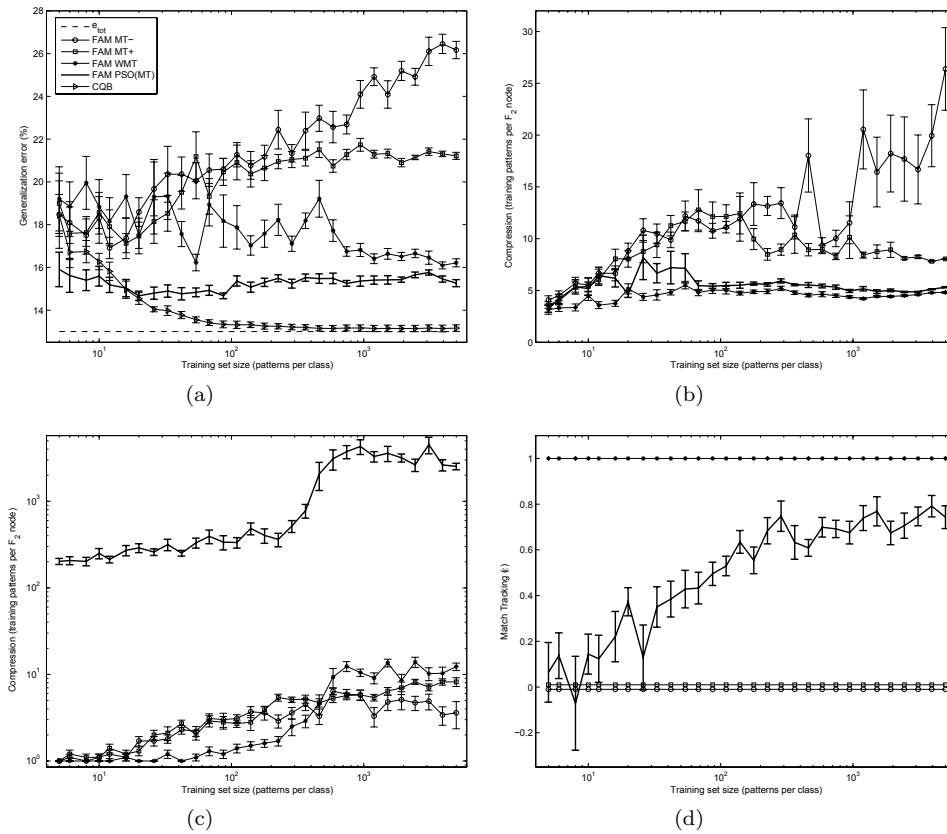 28
26
24
22
20
18
16
14
Generalization error (%)
e_tot
FAM MT−
FAM MT+
FAM WMT
FAM PSO(MT)
CQB
10^1
10^2
10^3
Training set size (patterns per class)
(a)
30
25
20
15
10
5
0
Compression (training patterns per F_2 node)
10^1
10^2
10^3
Training set size (patterns per class)
(b)
10^3
10^2
10^1
10^0
Compression (training patterns per F_2 node)
10^1
10^2
10^3
Training set size (patterns per class)
(c)
1
0.8
0.6
0.4
0.2
0
−0.2
Match Tracking (ε)
10^1
10^2
10^3
Training set size (patterns per class)
(d)